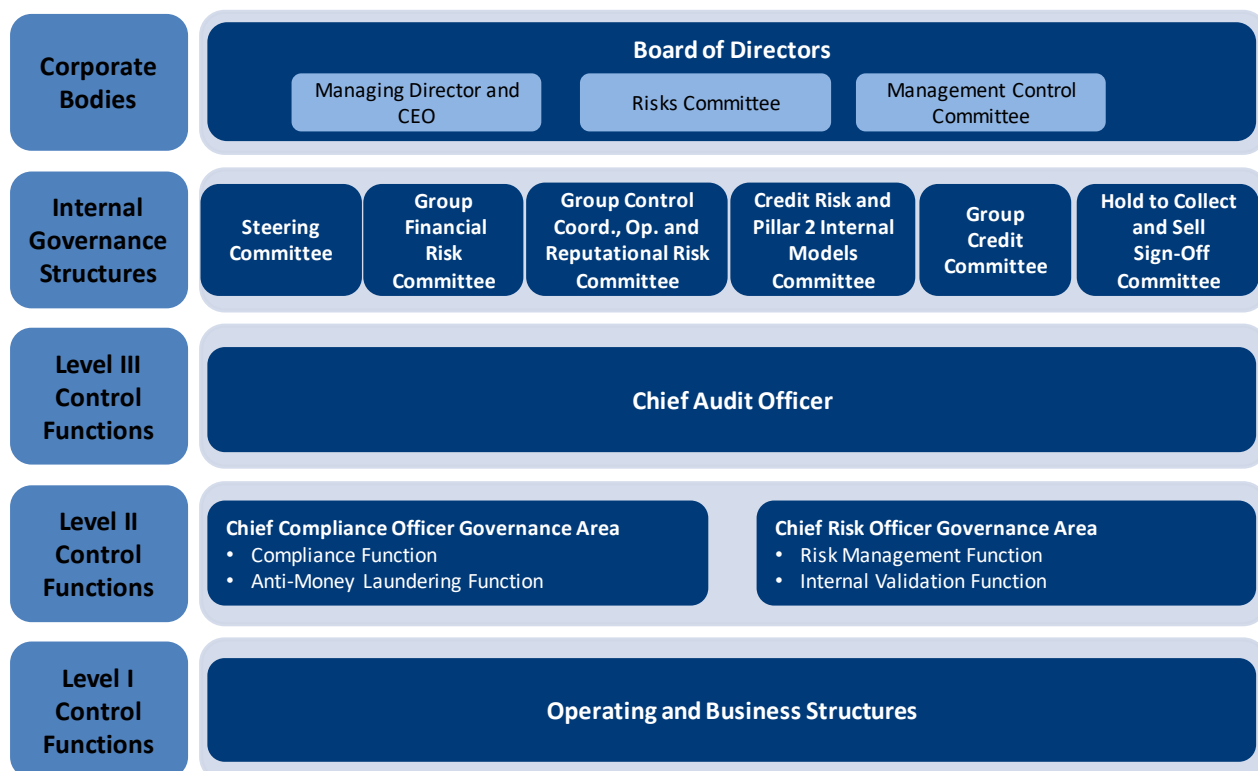 Corporate
Bodies
Board of Directors
Managing Director and
CEO
Risks Committee
Management Control
Committee
Internal
Governance
Structures
Steering
Committee
Group
Financial
Risk
Committee
Group Control
Coord., Op. and
Reputational Risk
Committee
Credit Risk and
Pillar 2 Internal
Models
Committee
Group
Credit
Committee
Hold to Collect
and Sell
Sign-Off
Committee
Level III
Control
Functions
Chief Audit Officer
Level II
Control
Functions
Chief Compliance Officer Governance Area
• Compliance Function
• Anti-Money Laundering Function
Chief Risk Officer Governance Area
• Risk Management Function
• Internal Validation Function
Level I
Control
Functions
Operating and Business Structures